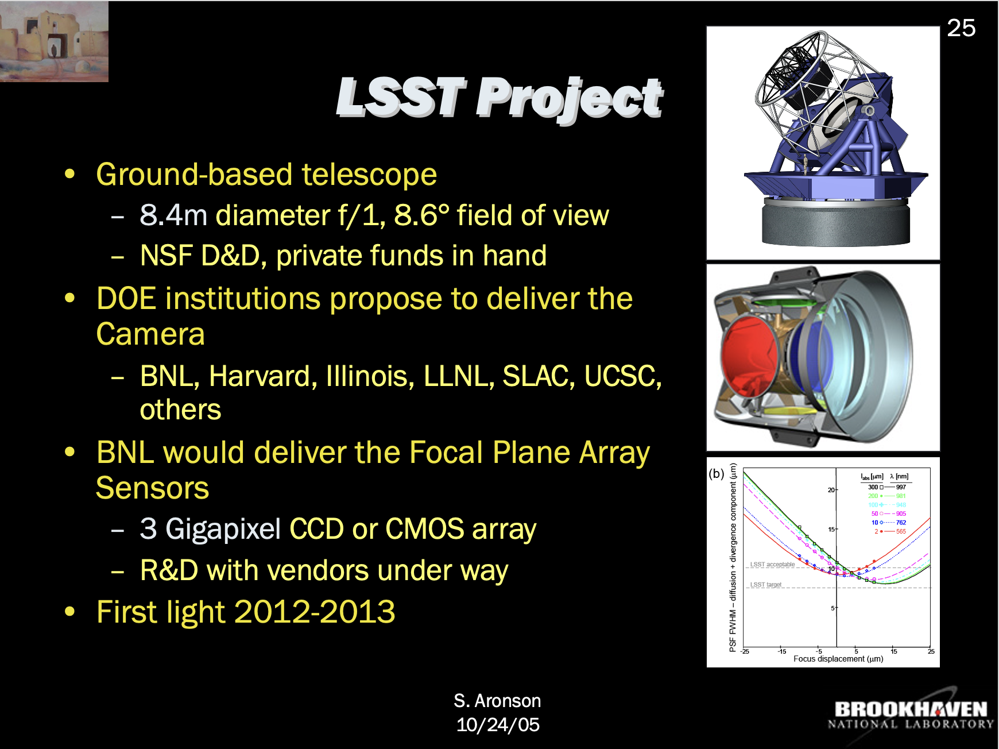 25
LSST Project
• Ground-based telescope
– 8.4m diameter f/1, 8.6° field of view
– NSF D&D, private funds in hand
• DOE institutions propose to deliver the
Camera
– BNL, Harvard, Illinois, LLNL, SLAC, UCSC,
others
• BNL would deliver the Focal Plane Array
Sensors
– 3 Gigapixel CCD or CMOS array
– R&D with vendors under way
• First light 2012-2013
(b)
PSF FWHM – diffusion + divergence component (μm)
labs [μm] λ [nm]
300 997
200 981
100 948
50 905
10 762
2 565
20
15
10
5
LSST acceptable
LSST target
-25 -15 -5 5 15 25
Focus displacement (μm)
S. Aronson
10/24/05
BROOKHAVEN
NATIONAL LABORATORY